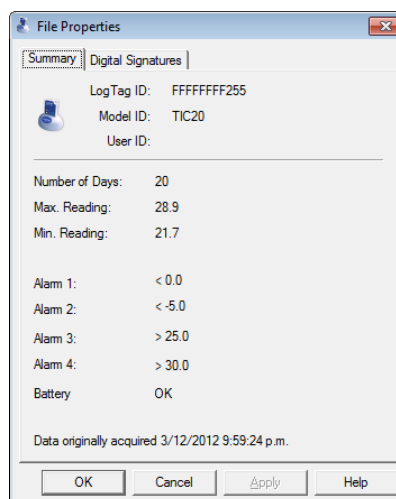 File Properties
Summary Digital Signatures
LogTag ID: FFFFFFFF255
Model ID: TIC20
User ID:
Number of Days: 20
Max. Reading: 28.9
Min. Reading: 21.7
Alarm 1: < 0.0
Alarm 2: < -5.0
Alarm 3: > 25.0
Alarm 4: > 30.0
Battery OK
Data originally acquired 3/12/2012 9:59:24 p.m.
OK Cancel Apply Help